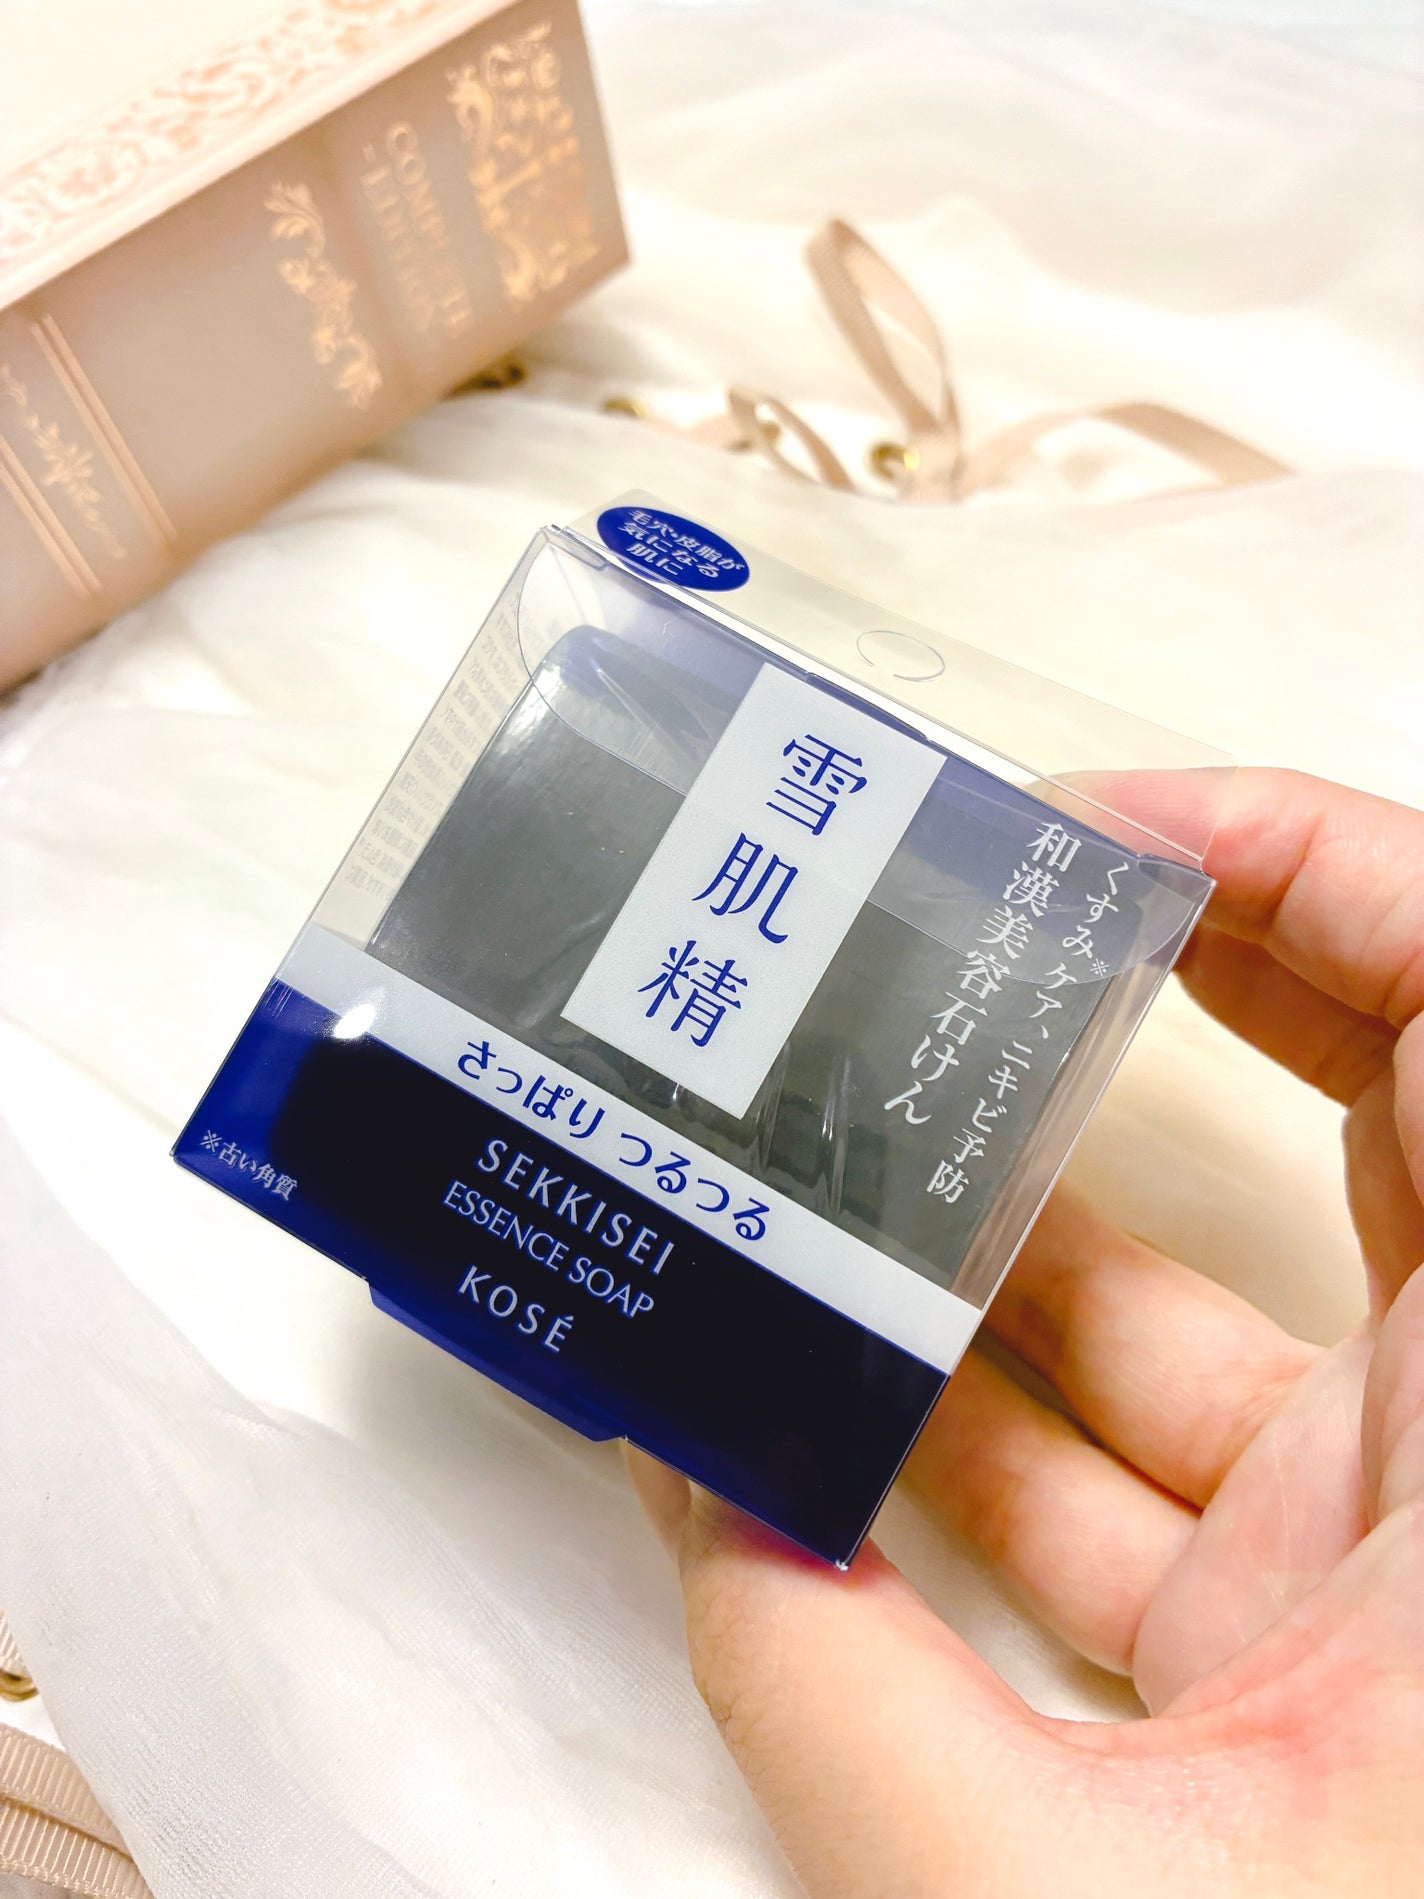 COMPLETE
毛穴・皮脂が
気になる
肌に
雪肌精
くすみ※ケア、ニキビ予防
和漢美容石けん
さっぱり つるつる
SEKKISEI
ESSENCE SOAP
KOSÉ
※古い角質